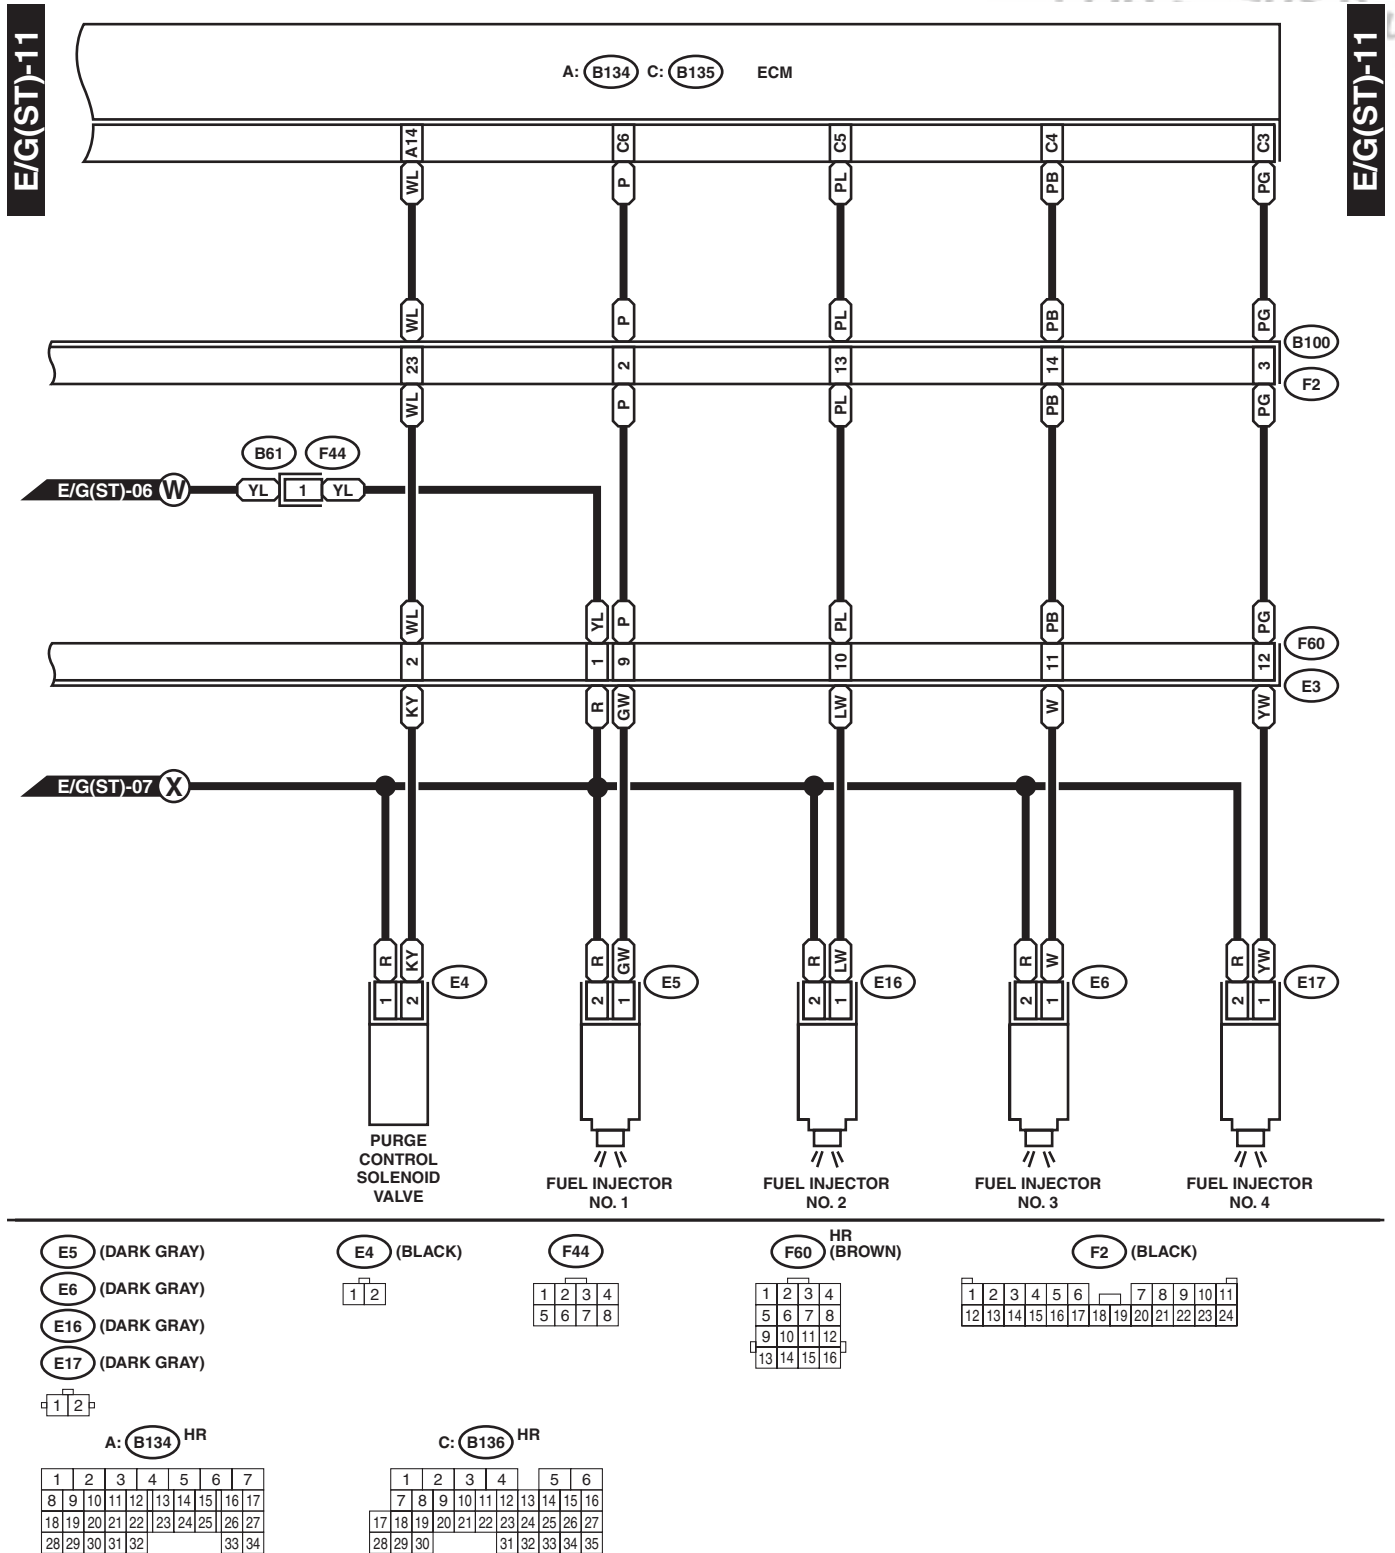 E/G(ST)-11
E/G(ST)-11
A: B134 C: B135 ECM
A14 C6 C5 C4 C3
WL P PL PB PG
WL P PL PB PG
B100
23 2 13 14 3
F2
WL P PL PB PG
B61 F44
E/G(ST)-06 W YL 1 YL
WL YL P PL PB PG
F60
2 1 9 10 11 12
E3
KY R GW LW W YW
E/G(ST)-07 X
R KY R GW R LW R W R YW
E4 E5 E16 E6 E17
1 2 2 1 2 1 2 1 2 1
PURGE
CONTROL
SOLENOID
VALVE
FUEL INJECTOR
NO. 1
FUEL INJECTOR
NO. 2
FUEL INJECTOR
NO. 3
FUEL INJECTOR
NO. 4
E5 (DARK GRAY)
E6 (DARK GRAY)
E16 (DARK GRAY)
E17 (DARK GRAY)
1 2
E4 (BLACK)
1 2
F44
1 2 3 4
5 6 7 8
F60 HR
(BROWN)
1 2 3 4
5 6 7 8
9 10 11 12
13 14 15 16
F2 (BLACK)
1 2 3 4 5 6 7 8 9 10 11
12 13 14 15 16 17 18 19 20 21 22 23 24
A: B134 HR
1 2 3 4 5 6 7
8 9 10 11 12 13 14 15 16 17
18 19 20 21 22 23 24 25 26 27
28 29 30 31 32 33 34
C: B136 HR
1 2 3 4 5 6
7 8 9 10 11 12 13 14 15 16
17 18 19 20 21 22 23 24 25 26 27
28 29 30 31 32 33 34 35